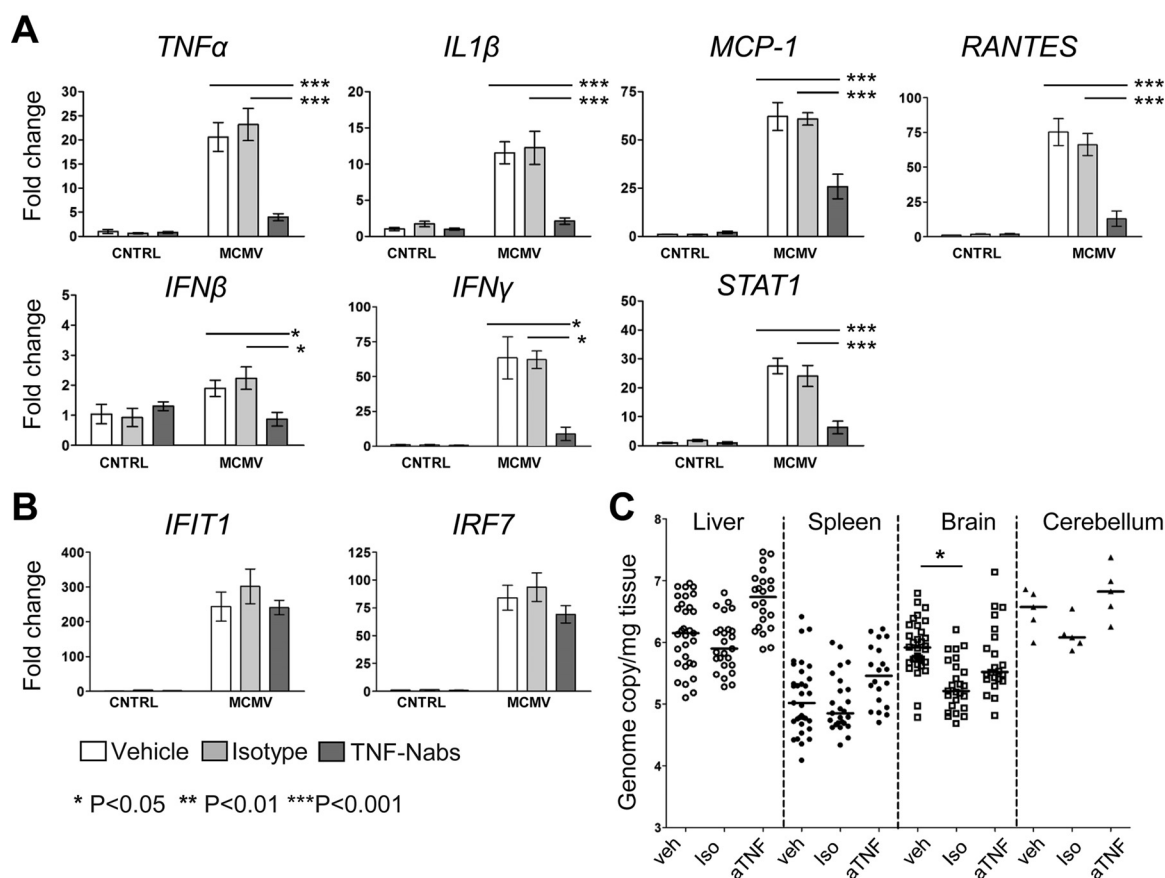 A
TNFα IL1β MCP-1 RANTES
Fold change
30 25 20 15 10 5 0
*** ***
CNTRL MCMV
20 15 10 5 0
*** ***
CNTRL MCMV
75 50 25 0
*** ***
CNTRL MCMV
100 75 50 25 0
*** ***
CNTRL MCMV
IFNβ IFNγ STAT1
Fold change
5 4 3 2 1 0
* *
CNTRL MCMV
100 75 50 25 0
* *
CNTRL MCMV
50 40 30 20 10 0
*** ***
CNTRL MCMV
B
IFIT1 IRF7
Fold change
400 300 200 100 0
CNTRL MCMV
125 100 75 50 25 0
CNTRL MCMV
Vehicle Isotype TNF-Nabs
* P<0.05 ** P<0.01 ***P<0.001
C
Liver Spleen Brain Cerebellum
Genome copy/mg tissue
8 7 6 5 4 3
*
veh Iso aTNF veh Iso aTNF veh Iso aTNF veh Iso aTNF